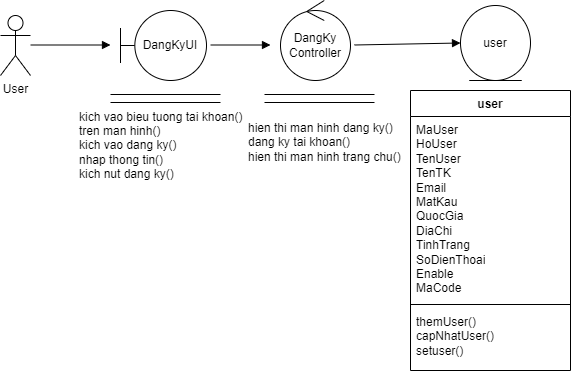 User
DangKyUI
DangKy
Controller
user
kich vao bieu tuong tai khoan()
tren man hinh()
kich vao dang ky()
nhap thong tin()
kich nut dang ky()
hien thi man hinh dang ky()
dang ky tai khoan()
hien thi man hinh trang chu()
user
MaUser
HoUser
TenUser
TenTK
Email
MatKau
QuocGia
DiaChi
TinhTrang
SoDienThoai
Enable
MaCode
themUser()
capNhatUser()
setuser()